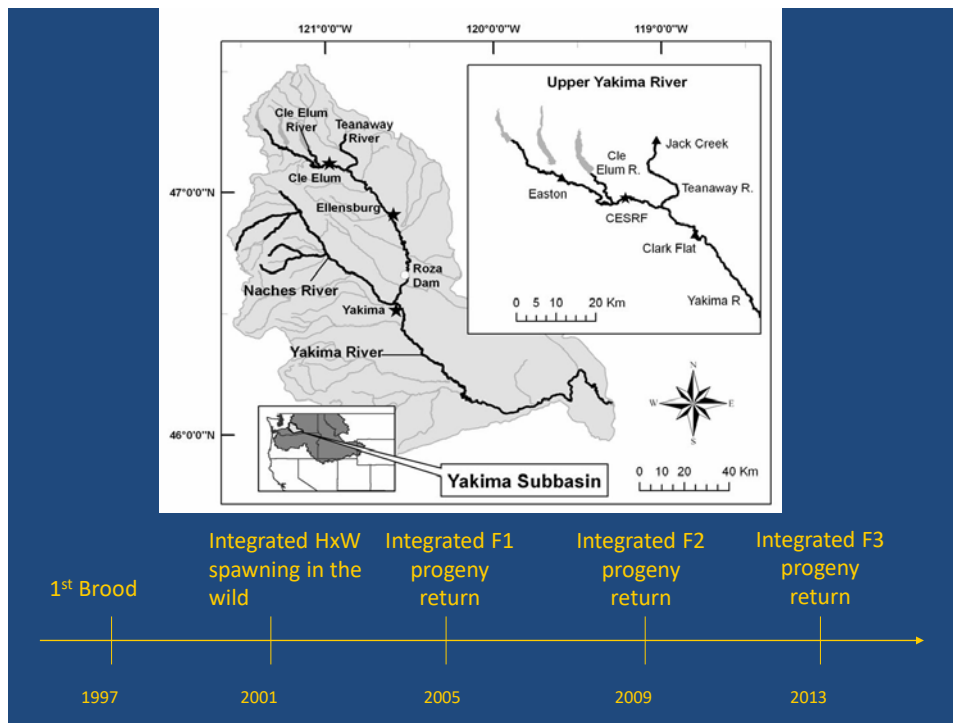 121°0'0"W 120°0'0"W 119°0'0"W
47°0'0"N
46°0'0"N
Cle Elum
River
Teanaway
River
Cle Elum
Ellensburg
Roza
Dam
Naches River
Yakima
Yakima River
Yakima Subbasin
Upper Yakima River
Jack Creek
Cle
Elum R.
Teanaway R.
Easton
CESRF
Clark Flat
Yakima R
0 5 10 20 Km
N
W E
S
0 10 20 40 Km
1st Brood
Integrated HxW
spawning in the
wild
Integrated F1
progeny
return
Integrated F2
progeny
return
Integrated F3
progeny
return
1997 2001 2005 2009 2013